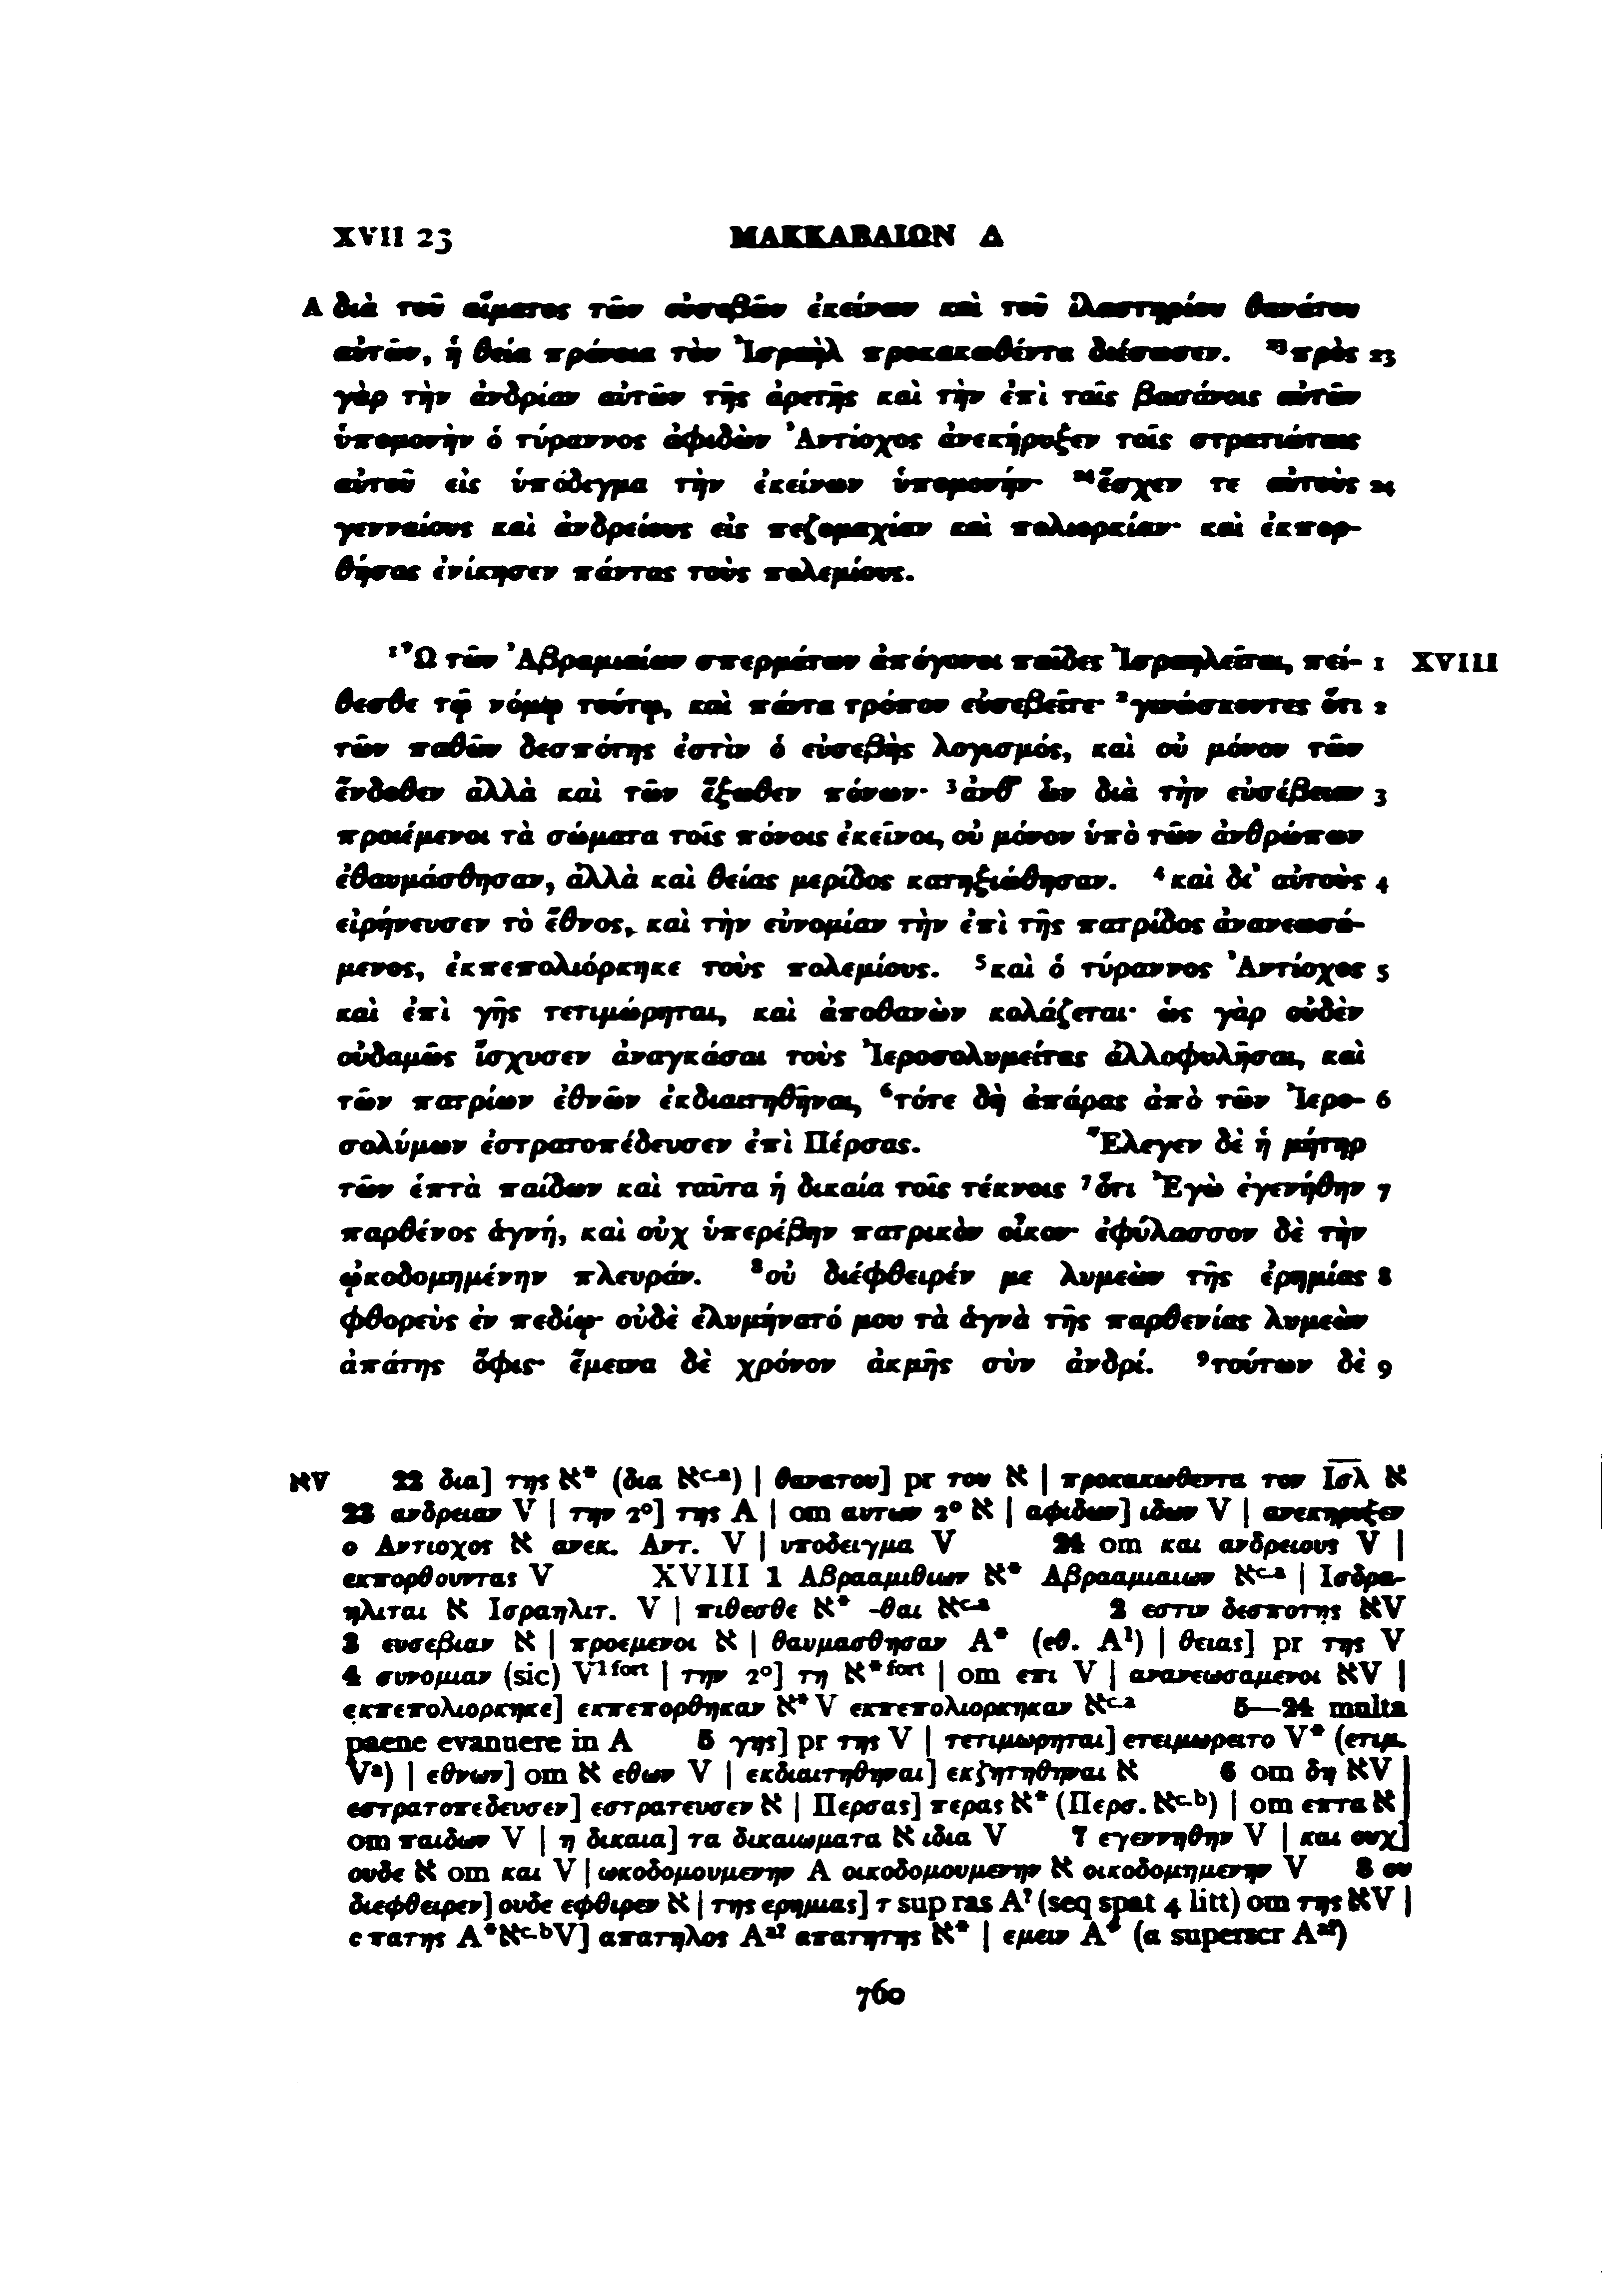 XVII 23 ΜΑΚΚΑΒΑΙΩΝ Δ
A διὰ τοῦ αἵματος τῶν εὐσεβῶν ἐκείνων καὶ τοῦ ἱλαστηρίου θανάτου
αὐτῶν, ἡ θεία πρόνοια τὸν Ἰσραὴλ προκακωθέντα διέσωσεν. ²³πρὸς 23
γὰρ τὴν ἀνδρίαν αὐτῶν τῆς ἀρετῆς καὶ τὴν ἐπὶ ταῖς βασάνοις αὐτῶν
ὑπομονὴν ὁ τύραννος ἀφιδὼν Ἀντίοχος ἀνεκήρυξεν τοῖς στρατιώταις
αὐτοῦ εἰς ὑπόδεγμα τὴν ἐκείνων ὑπομονήν· ²⁴ἔσχεν τε αὐτοὺς 24
γενναίους καὶ ἀνδρείους εἰς πεζομαχίαν καὶ πολιορκίαν· καὶ ἐκπορ-
θήσας ἐνίκησεν πάντας τοὺς πολεμίους.
¹Ὦ τῶν Ἀβραμιαίων σπερμάτων ἀπόγονοι παῖδες Ἰσραηλεῖται, πεί- 1 XVIII
θεσθε τῷ νόμῳ τούτῳ, καὶ πάντα τρόπον εὐσεβεῖτε· ²γινώσκοντες ὅτι 2
τῶν παθῶν δεσπότης ἐστὶν ὁ εὐσεβὴς λογισμός, καὶ οὐ μόνον τῶν
ἔνδοθεν ἀλλὰ καὶ τῶν ἔξωθεν πόνων· ³ἀνθ᾽ ὧν διὰ τὴν εὐσέβειαν 3
προιέμενοι τὰ σώματα τοῖς πόνοις ἐκεῖνοι, οὐ μόνον ὑπὸ τῶν ἀνθρώπων
ἐθαυμάσθησαν, ἀλλὰ καὶ θείας μερίδος κατηξιώθησαν. ⁴καὶ δι᾽ αὐτοὺς 4
εἰρήνευσεν τὸ ἔθνος, καὶ τὴν εὐνομίαν τὴν ἐπὶ τῆς πατρίδος ἀνανεωσά-
μενος, ἐκπεπολιόρκηκε τοὺς πολεμίους. ⁵καὶ ὁ τύραννος Ἀντίοχος 5
καὶ ἐπὶ γῆς τετιμώρηται, καὶ ἀποθανὼν κολάζεται· ὡς γὰρ οὐδὲν
οὐδαμῶς ἴσχυσεν ἀναγκάσαι τοὺς Ἰεροσολυμείτας ἀλλοφυλῆσαι, καὶ
τῶν πατρίων ἐθνῶν ἐκδιαιτηθῆναι, ⁶τότε δὴ ἀπάρας ἀπὸ τῶν Ἰερο- 6
σολύμων ἐστρατοπέδευσεν ἐπὶ Πέρσας. Ἔλεγεν δὲ ἡ μήτηρ
τῶν ἑπτὰ παίδων καὶ ταῦτα ἡ δικαία τοῖς τέκνοις ⁷ὅτι Ἐγὼ ἐγενήθην 7
παρθένος ἁγνή, καὶ οὐχ ὑπερέβην πατρικὸν οἶκον· ἐφύλασσον δὲ τὴν
ᾠκοδομημένην πλευράν. ⁸οὐ διέφθειρέν με λυμεὼν τῆς ἐρημίας 8
φθορεὺς ἐν πεδίῳ· οὐδὲ ἐλυμήνατό μου τὰ ἁγνὰ τῆς παρθενίας λυμεὼν
ἀπάτης ὄφις· ἔμεινα δὲ χρόνον ἀκμῆς σὺν ἀνδρί. ⁹τούτων δὲ 9
אV 22 δια] της א* (δια אc.a) | θανατου] pr του א | προκακωθεντα τον Ισλ א
23 ανδρειαν V | την 2°] της A | om αυτων 2° א | αφιδων] ιδων V | ανεκηρυξεν
ο Αντιοχος א ανεκ. Αντ. V | υποδειγμα V 24 om και ανδρειους V |
εκπορθουντας V XVIII 1 Αβρααμιθιων א* Αβρααμιαιων אc.a | Ισδρα-
ηλιται א Ισραηλιτ. V | πιθεσθε א* -θαι אc.a 2 εστιν δεσποτης אV
3 ευσεβιαν א | προεμενοι א | θαυμασθησαν A* (εθ. A¹) | θειας] pr της V
4 συνομιαν (sic) V¹ fort | την 2°] τη א* fort | om επι V | ανανεωσαμενοι אV |
εκπεπολιορκηκε] εκπεπορθηκαν א* V εκπεπολιορκηκαν אc.a 5—24 multa
paene evanuere in A 5 γης] pr της V | τετιμωρηται] ετειμωρειτο V* (ετιμ.
Vᵃ) | εθνων] om א εθων V | εκδιαιτηθηναι] εκζητηθηναι א 6 om δη אV |
εστρατοπεδευσεν] εστρατευσεν א | Περσας] περας א* (Περσ. אc.b) | om επτα א |
om παιδων V | η δικαια] τα δικαιωματα א ιδια V 7 εγεννηθην V | και ουχ]
ουδε א om και V | ωκοδομουμενην A οικοδομουμενην א οικοδομημενην V 8 ου
διεφθειρεν] ουδε εφθιρεν א | της ερημιας] τ sup ras A? (seq spat 4 litt) om της אV |
απατης A*אc.bV] απατηλος Aa? απατητης א* | εμειν A* (α superscr Aa?)
760